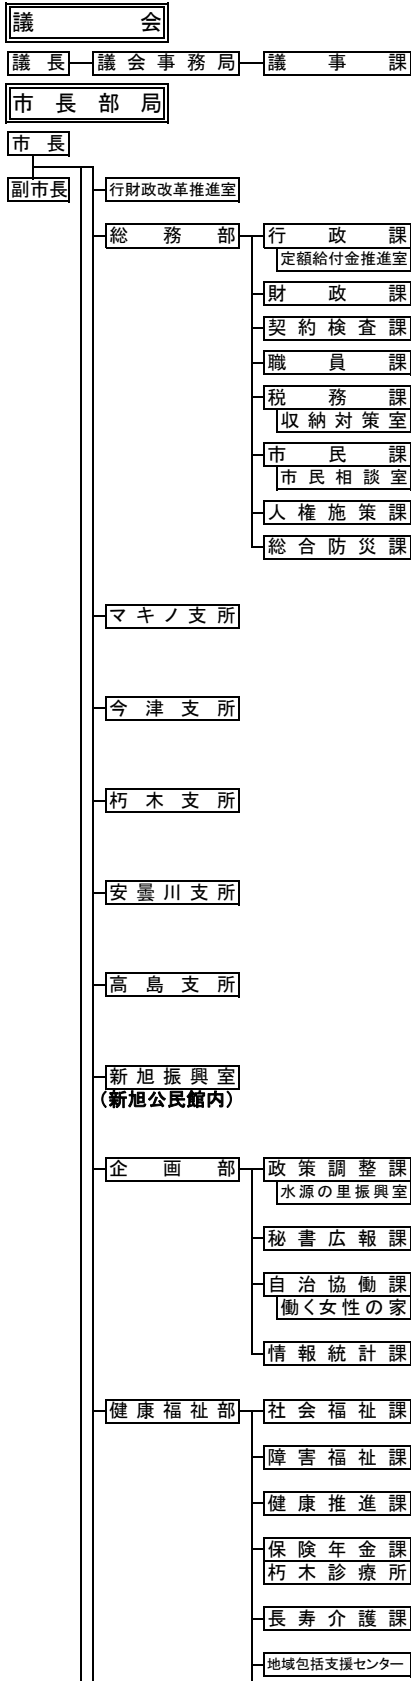 議会
議長 議会事務局 議事課
市長部局
市長
副市長 行財政改革推進室
総務部 行政課
定額給付金推進室
財政課
契約検査課
職員課
税務課
収納対策室
市民課
市民相談室
人権施策課
総合防災課
マキノ支所
今津支所
朽木支所
安曇川支所
高島支所
新旭振興室
（新旭公民館内）
企画部 政策調整課
水源の里振興室
秘書広報課
自治協働課
働く女性の家
情報統計課
健康福祉部 社会福祉課
障害福祉課
健康推進課
保険年金課
朽木診療所
長寿介護課
地域包括支援センター